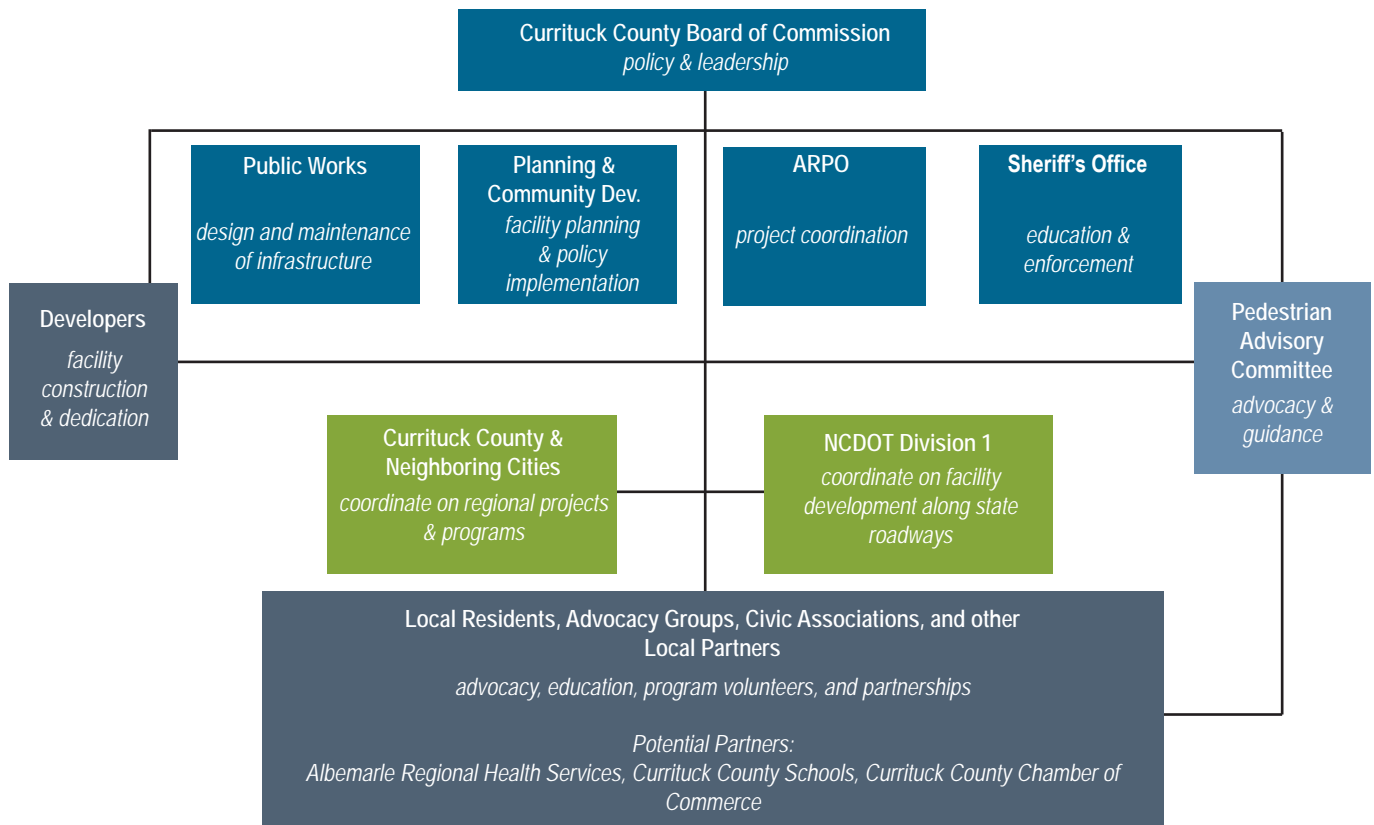 Currituck County Board of Commission
policy & leadership
Public Works
design and maintenance
of infrastructure
Planning &
Community Dev.
facility planning
& policy
implementation
ARPO
project coordination
Sheriff's Office
education &
enforcement
Developers
facility
construction
& dedication
Pedestrian
Advisory
Committee
advocacy &
guidance
Currituck County &
Neighboring Cities
coordinate on regional projects
& programs
NCDOT Division 1
coordinate on facility
development along state
roadways
Local Residents, Advocacy Groups, Civic Associations, and other
Local Partners
advocacy, education, program volunteers, and partnerships
Potential Partners:
Albemarle Regional Health Services, Currituck County Schools, Currituck County Chamber of
Commerce